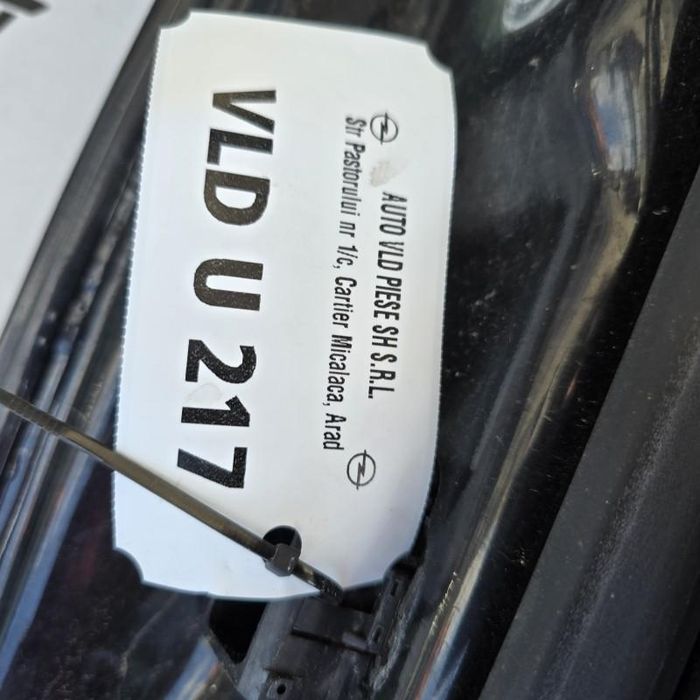 AUTO VLD PIESE SH S.R.L.
Str Pastorului nr 1/c, Cartier Micalaca, Arad
VLD U 217